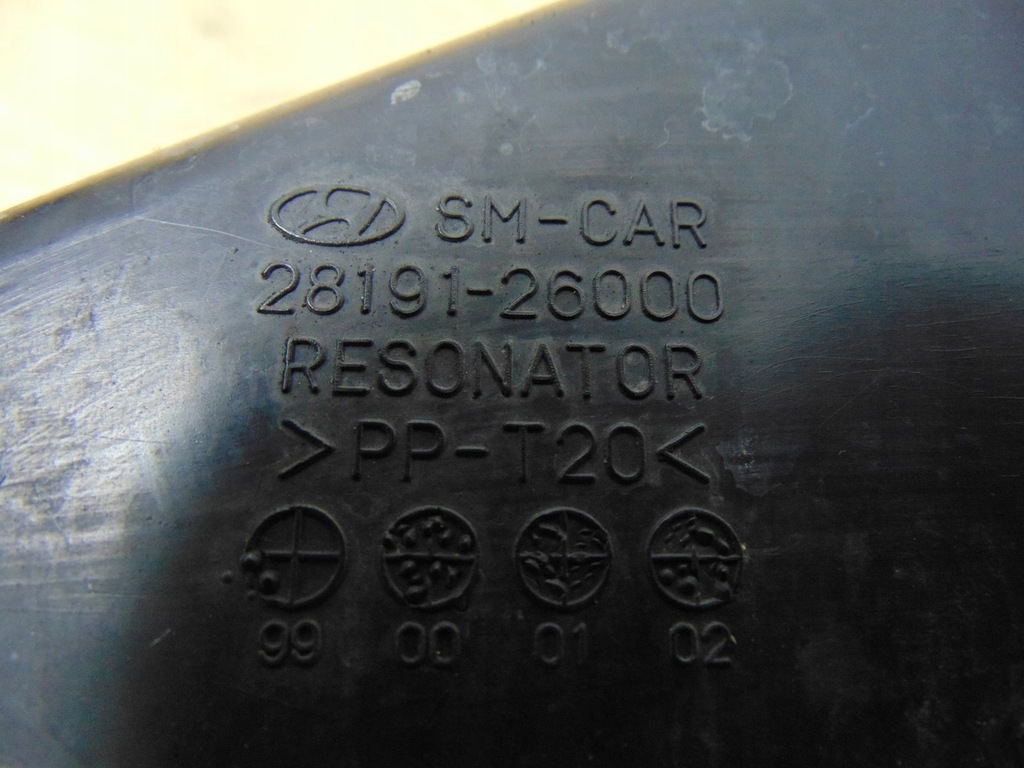 SM-CAR
28191-26000
RESONATOR
>PP-T20<
99 00 01 02